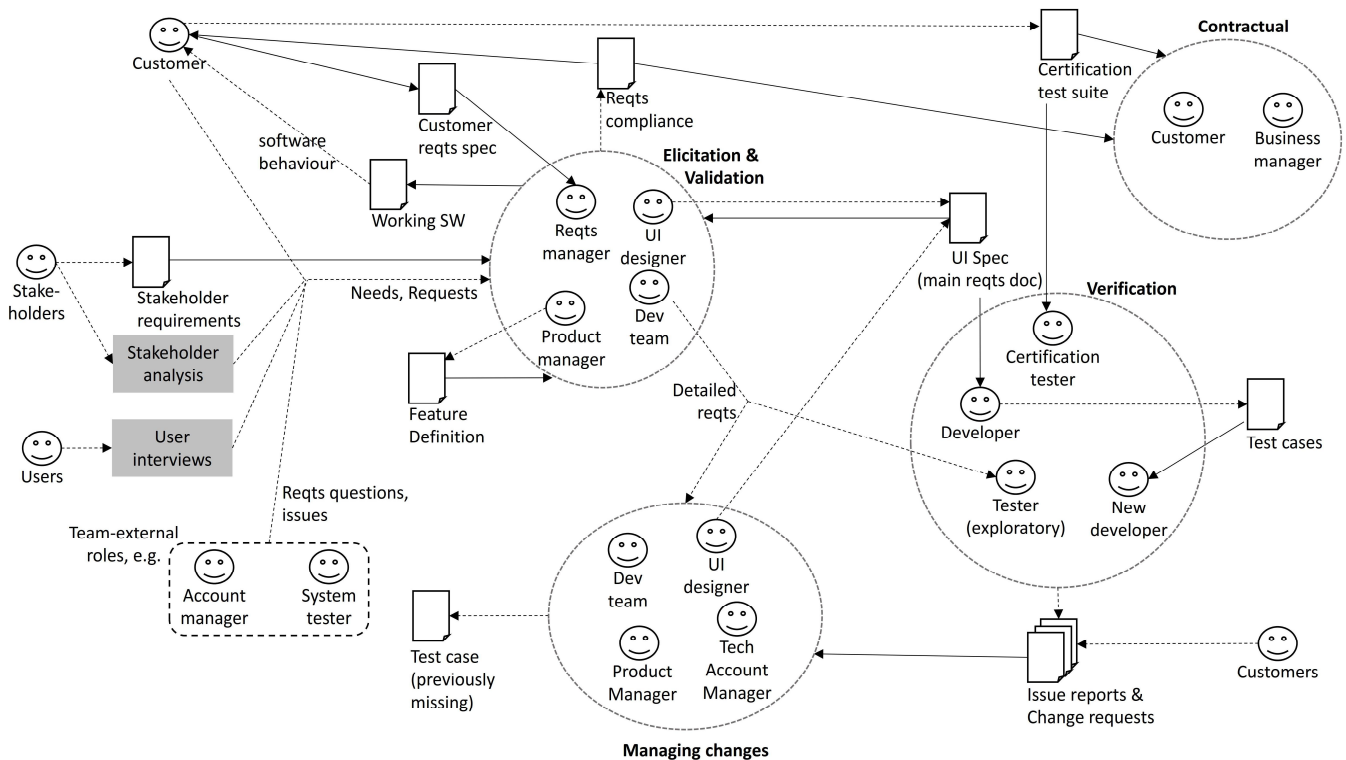 Customer
Certification
test suite
Contractual
Customer
Business
manager
Reqts
compliance
Customer
reqts spec
software
behaviour
Working SW
Elicitation &
Validation
Reqts
manager
UI
designer
Product
manager
Dev
team
UI Spec
(main reqts doc)
Stake-
holders
Stakeholder
requirements
Needs, Requests
Stakeholder
analysis
Feature
Definition
Detailed
reqts
Verification
Certification
tester
Developer
Test cases
Tester
(exploratory)
New
developer
Users
User
interviews
Reqts questions,
issues
Team-external
roles, e.g.
Account
manager
System
tester
Test case
(previously
missing)
Dev
team
UI
designer
Product
Manager
Tech
Account
Manager
Managing changes
Issue reports &
Change requests
Customers